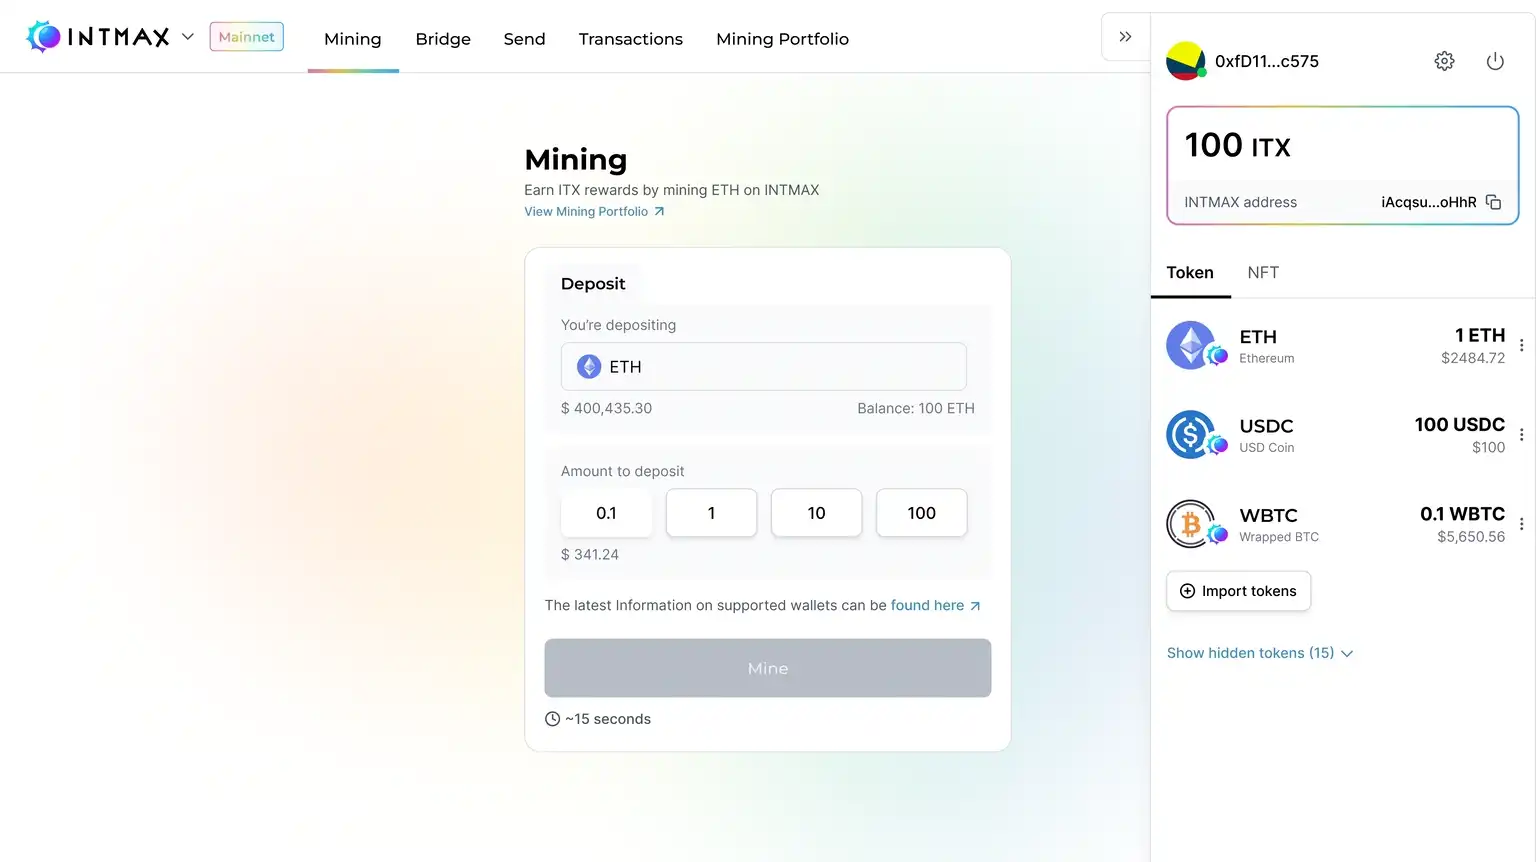 INTMAX
Mainnet
Mining
Bridge
Send
Transactions
Mining Portfolio
0xfD11...c575
100 ITX
INTMAX address
iAcqsu...oHhR
Mining
Earn ITX rewards by mining ETH on INTMAX
View Mining Portfolio
Deposit
You're depositing
ETH
$ 400,435.30
Balance: 100 ETH
Amount to deposit
0.1
1
10
100
$ 341.24
The latest Information on supported wallets can be found here
Mine
~15 seconds
Token
NFT
ETH
1 ETH
Ethereum
$2484.72
USDC
100 USDC
USD Coin
$100
WBTC
0.1 WBTC
Wrapped BTC
$5,650.56
Import tokens
Show hidden tokens (15)